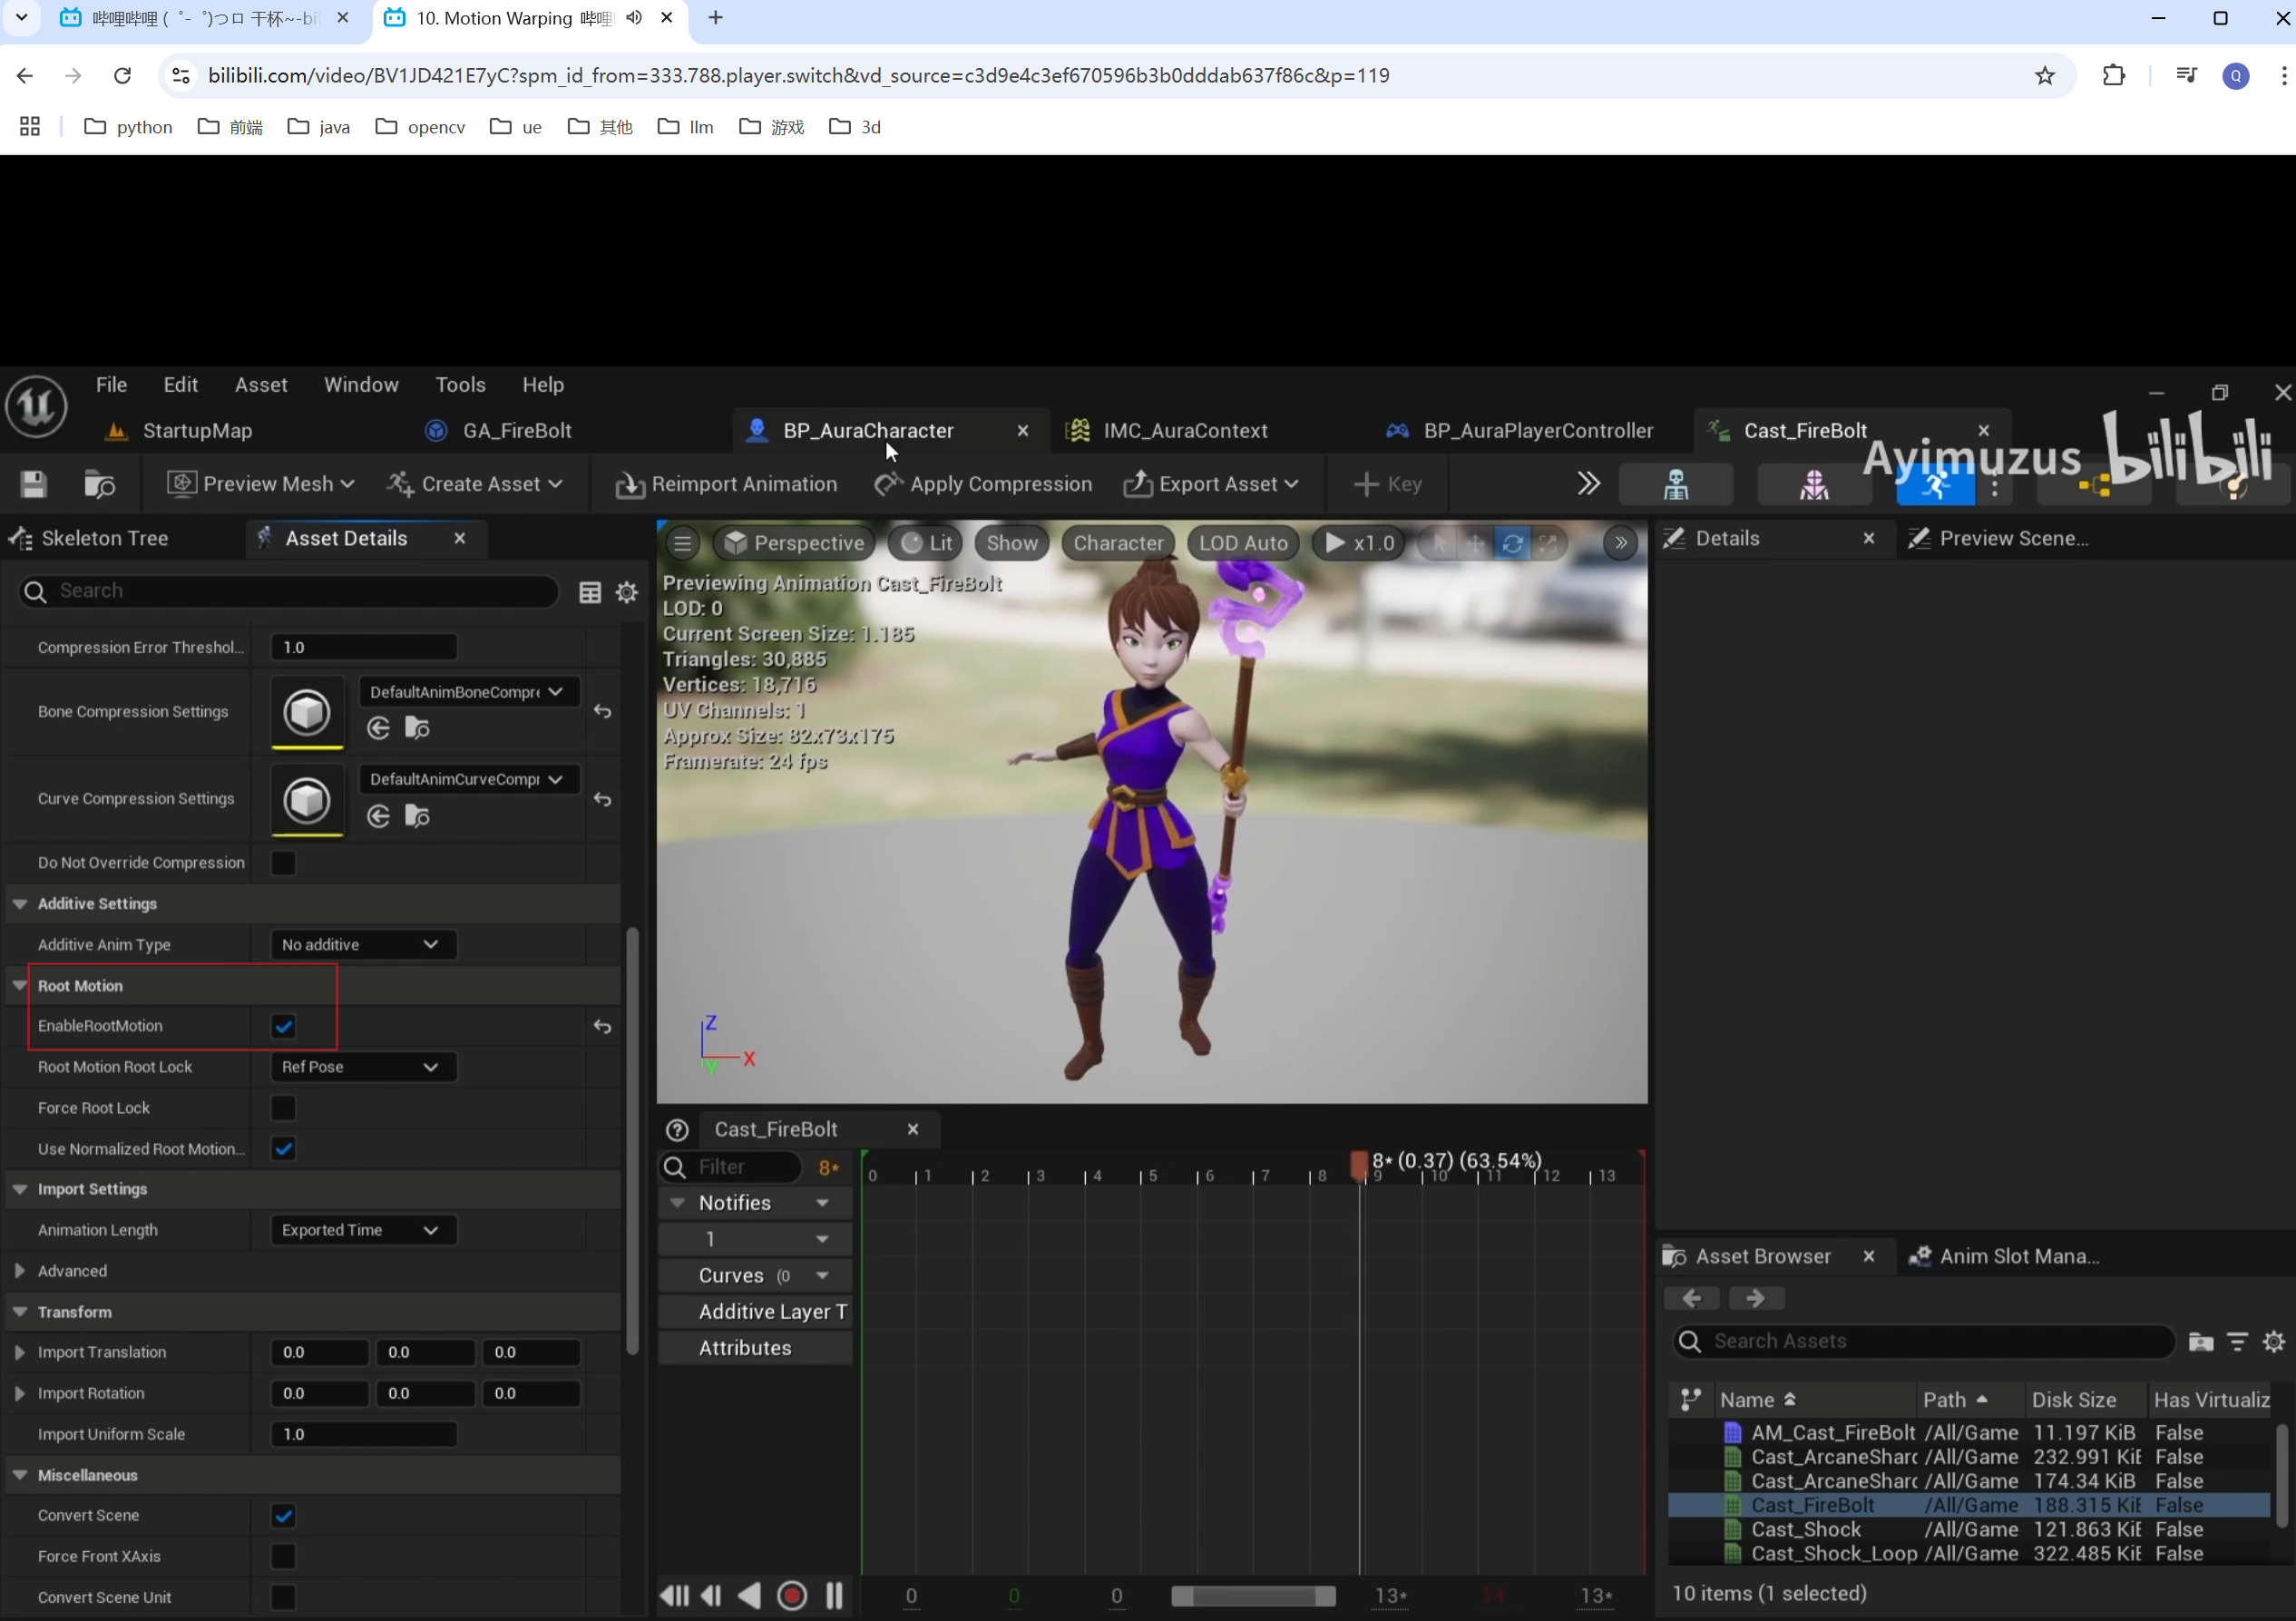 哔哩哔哩 (゜-゜)つロ 干杯~-bi
10. Motion Warping 哔哩
bilibili.com/video/BV1JD421E7yC?spm_id_from=333.788.player.switch&vd_source=c3d9e4c3ef670596b3b0dddab637f86c&p=119
Q
python 前端 java opencv ue 其他 llm 游戏 3d
File Edit Asset Window Tools Help
StartupMap GA_FireBolt BP_AuraCharacter IMC_AuraContext BP_AuraPlayerController Cast_FireBolt
Ayimuzus bilibili
Preview Mesh Create Asset Reimport Animation Apply Compression Export Asset Key
Skeleton Tree Asset Details
Search
Compression Error Threshol... 1.0
Bone Compression Settings DefaultAnimBoneCompre
Curve Compression Settings DefaultAnimCurveCompr
Do Not Override Compression
Additive Settings
Additive Anim Type No additive
Root Motion
EnableRootMotion
Root Motion Root Lock Ref Pose
Force Root Lock
Use Normalized Root Motion...
Import Settings
Animation Length Exported Time
Advanced
Transform
Import Translation 0.0 0.0 0.0
Import Rotation 0.0 0.0 0.0
Import Uniform Scale 1.0
Miscellaneous
Convert Scene
Force Front XAxis
Convert Scene Unit
Perspective Lit Show Character LOD Auto x1.0
Previewing Animation Cast_FireBolt
LOD: 0
Current Screen Size: 1.185
Triangles: 30,885
Vertices: 18,716
UV Channels: 1
Approx Size: 82x73x175
Framerate: 24 fps
Z
X
Y
Cast_FireBolt
Filter 8*
8* (0.37) (63.54%)
0 1 2 3 4 5 6 7 8 9 10 11 12 13
Notifies
1
Curves (0
Additive Layer T
Attributes
0 0 0 13* 14 13*
Details Preview Scene...
Asset Browser Anim Slot Mana...
Search Assets
Name Path Disk Size Has Virtualiz
AM_Cast_FireBolt /All/Game 11.197 KiB False
Cast_ArcaneShard /All/Game 232.991 KiB False
Cast_ArcaneShard /All/Game 174.34 KiB False
Cast_FireBolt /All/Game 188.315 KiB False
Cast_Shock /All/Game 121.863 KiB False
Cast_Shock_Loop /All/Game 322.485 KiB False
10 items (1 selected)